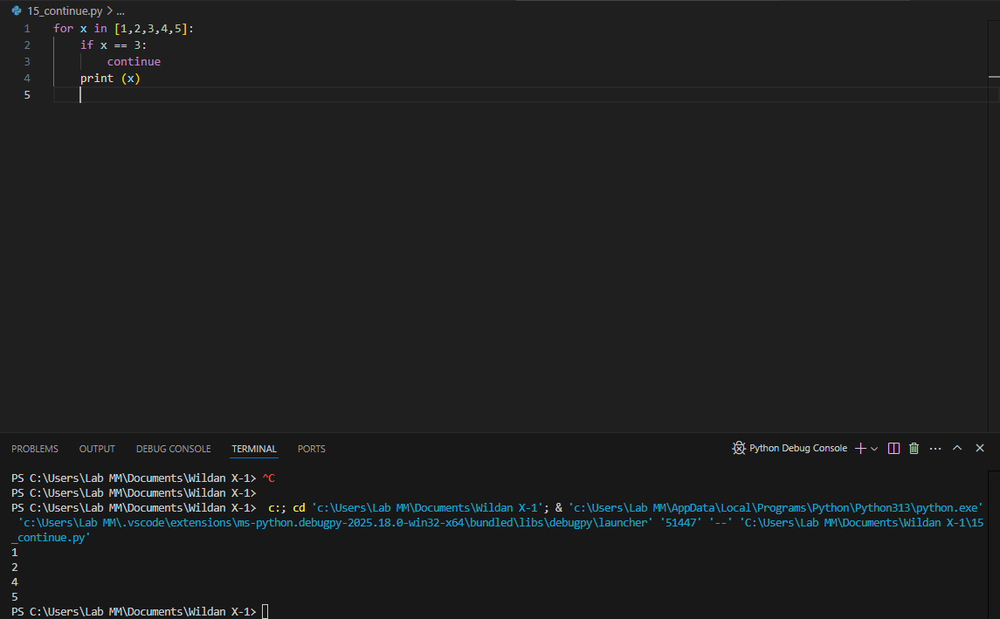 15_continue.py > ...
1 for x in [1,2,3,4,5]:
2     if x == 3:
3         continue
4     print (x)
5
PROBLEMS OUTPUT DEBUG CONSOLE TERMINAL PORTS Python Debug Console
PS C:\Users\Lab MM\Documents\Wildan X-1> ^C
PS C:\Users\Lab MM\Documents\Wildan X-1>
PS C:\Users\Lab MM\Documents\Wildan X-1>  c:; cd 'c:\Users\Lab MM\Documents\Wildan X-1'; & 'c:\Users\Lab MM\AppData\Local\Programs\Python\Python313\python.exe'
 'c:\Users\Lab MM\.vscode\extensions\ms-python.debugpy-2025.18.0-win32-x64\bundled\libs\debugpy\launcher' '51447' '--' 'C:\Users\Lab MM\Documents\Wildan X-1\15
_continue.py'
1
2
4
5
PS C:\Users\Lab MM\Documents\Wildan X-1>